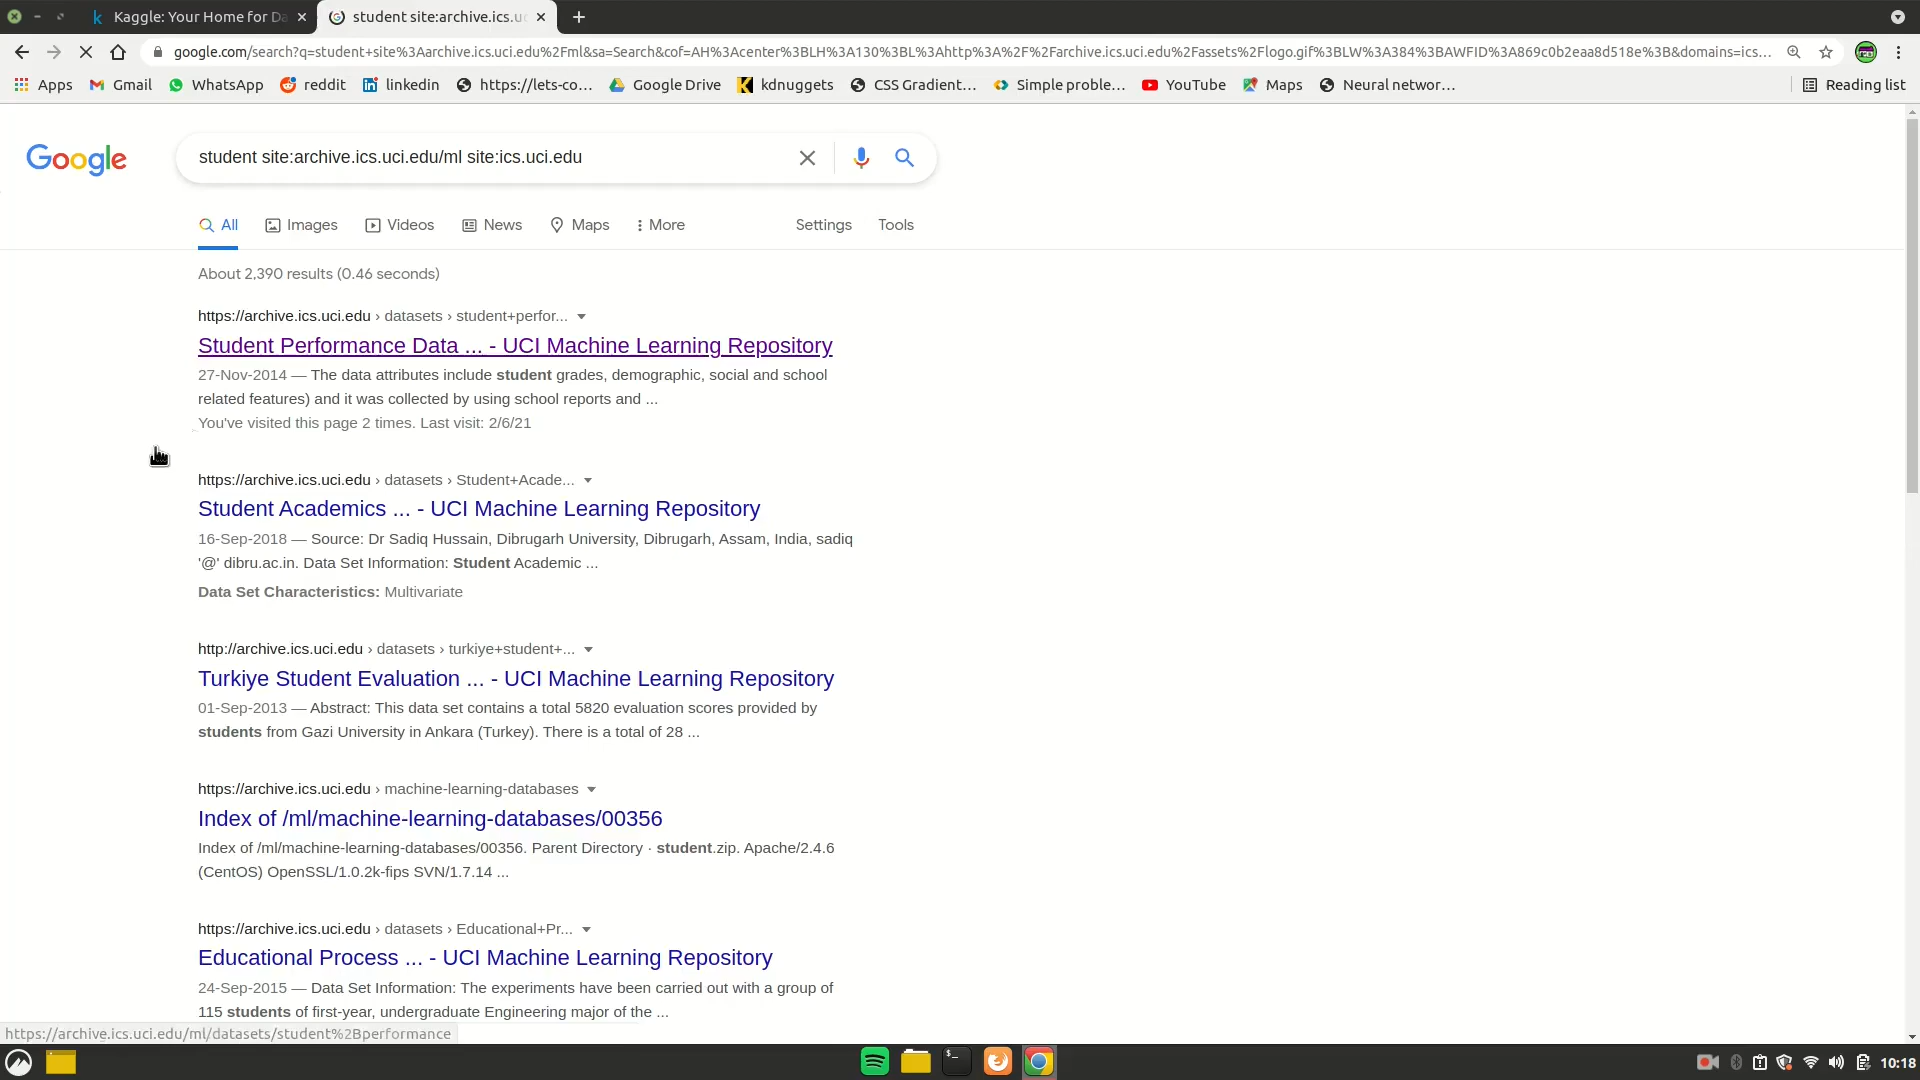 Kaggle: Your Home for Da
student site:archive.ics.uc
google.com/search?q=student+site%3Aarchive.ics.uci.edu%2Fml&sa=Search&cof=AH%3Acenter%3BLH%3A130%3BL%3Ahttp%3A%2F%2Farchive.ics.uci.edu%2Fassets%2Flogo.gif%3BLW%3A384%3BAWFID%3A869c0b2eaa8d518e%3B&domains=ics...
Apps Gmail WhatsApp reddit linkedin https://lets-co... Google Drive kdnuggets CSS Gradient... Simple proble... YouTube Maps Neural networ... Reading list
Google
student site:archive.ics.uci.edu/ml site:ics.uci.edu
All Images Videos News Maps More Settings Tools
About 2,390 results (0.46 seconds)
https://archive.ics.uci.edu › datasets › student+perfor...
Student Performance Data ... - UCI Machine Learning Repository
27-Nov-2014 — The data attributes include student grades, demographic, social and school
related features) and it was collected by using school reports and ...
You've visited this page 2 times. Last visit: 2/6/21
https://archive.ics.uci.edu › datasets › Student+Acade...
Student Academics ... - UCI Machine Learning Repository
16-Sep-2018 — Source: Dr Sadiq Hussain, Dibrugarh University, Dibrugarh, Assam, India, sadiq
'@' dibru.ac.in. Data Set Information: Student Academic ...
Data Set Characteristics: Multivariate
http://archive.ics.uci.edu › datasets › turkiye+student+...
Turkiye Student Evaluation ... - UCI Machine Learning Repository
01-Sep-2013 — Abstract: This data set contains a total 5820 evaluation scores provided by
students from Gazi University in Ankara (Turkey). There is a total of 28 ...
https://archive.ics.uci.edu › machine-learning-databases
Index of /ml/machine-learning-databases/00356
Index of /ml/machine-learning-databases/00356. Parent Directory · student.zip. Apache/2.4.6
(CentOS) OpenSSL/1.0.2k-fips SVN/1.7.14 ...
https://archive.ics.uci.edu › datasets › Educational+Pr...
Educational Process ... - UCI Machine Learning Repository
24-Sep-2015 — Data Set Information: The experiments have been carried out with a group of
115 students of first-year, undergraduate Engineering major of the ...
https://archive.ics.uci.edu/ml/datasets/student%2Bperformance
10:18